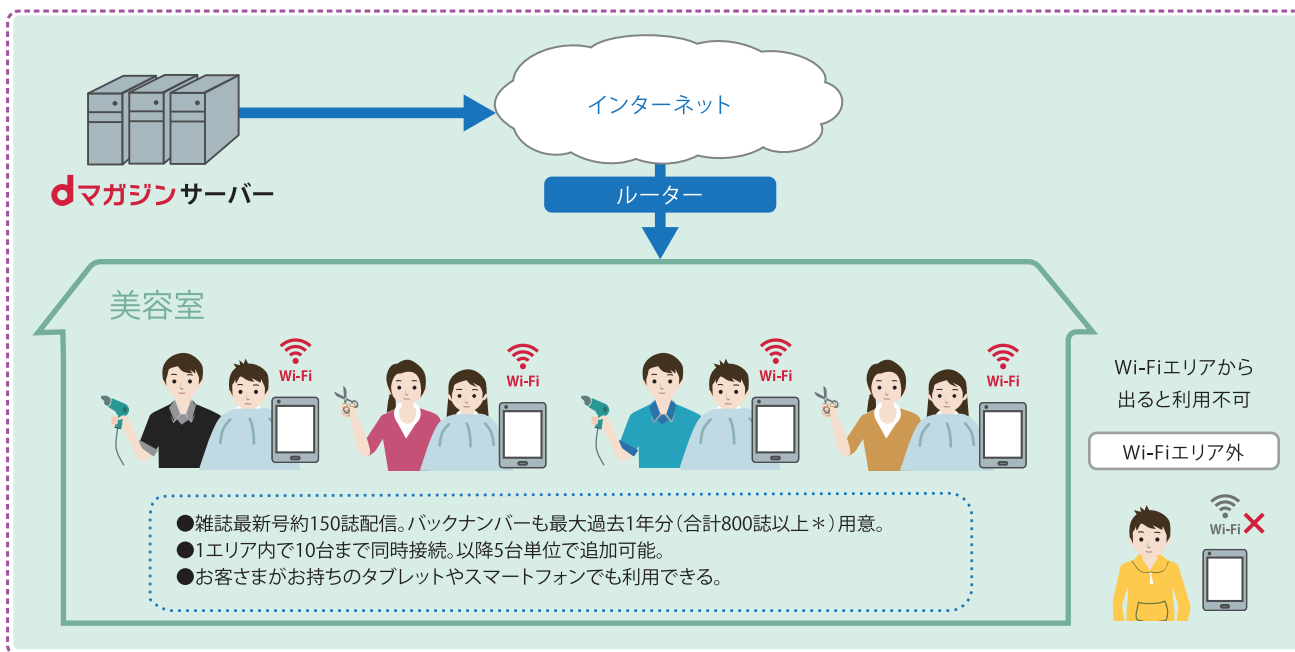 インターネット
dマガジンサーバー
ルーター
美容室
Wi-Fi
Wi-Fi
Wi-Fi
Wi-Fi
Wi-Fiエリアから
出ると利用不可
Wi-Fiエリア外
Wi-Fi
●雑誌最新号約150誌配信。バックナンバーも最大過去1年分(合計800誌以上＊)用意。
●1エリア内で10台まで同時接続。以降5台単位で追加可能。
●お客さまがお持ちのタブレットやスマートフォンでも利用できる。